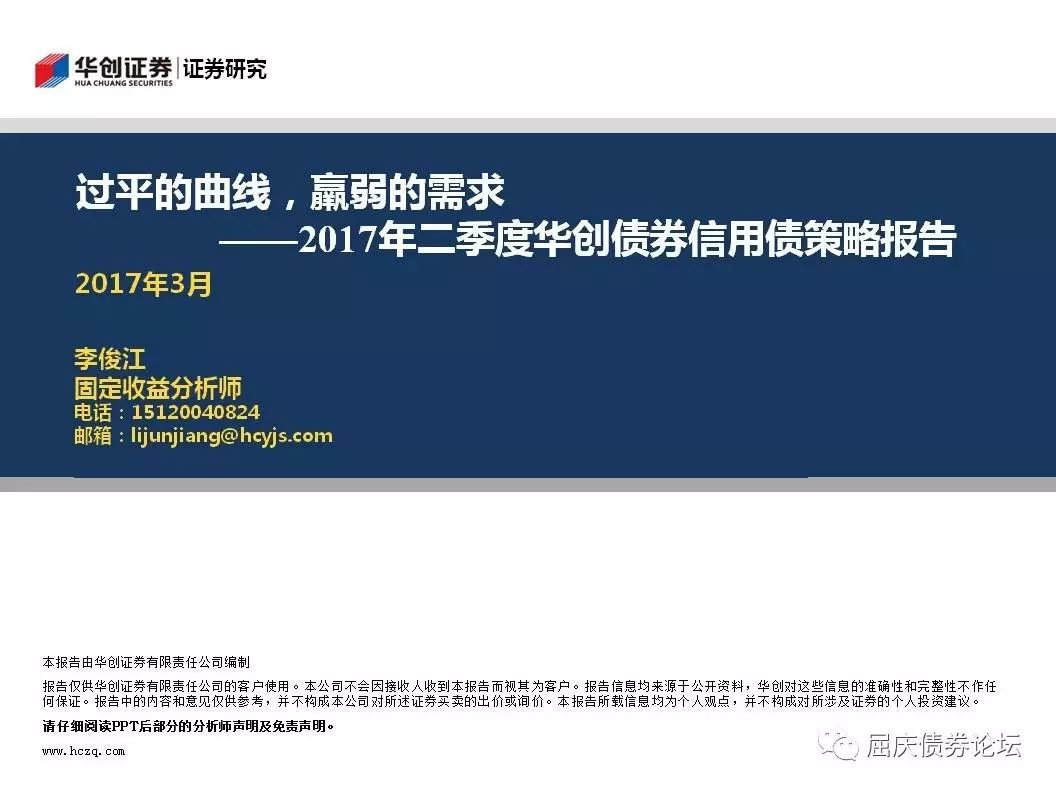 华创证券 证券研究
HUA CHUANG SECURITIES
过平的曲线，羸弱的需求
——2017年二季度华创债券信用债策略报告
2017年3月
李俊江
固定收益分析师
电话：15120040824
邮箱：lijunjiang@hcyjs.com
本报告由华创证券有限责任公司编制
报告仅供华创证券有限责任公司的客户使用。本公司不会因接收人收到本报告而视其为客户。报告信息均来源于公开资料，华创对这些信息的准确性和完整性不作任
何保证。报告中的内容和意见仅供参考，并不构成本公司对所述证券买卖的出价或询价。本报告所载信息均为个人观点，并不构成对所涉及证券的个人投资建议。
请仔细阅读PPT后部分的分析师声明及免责声明。
www.hczq.com
屈庆债券论坛